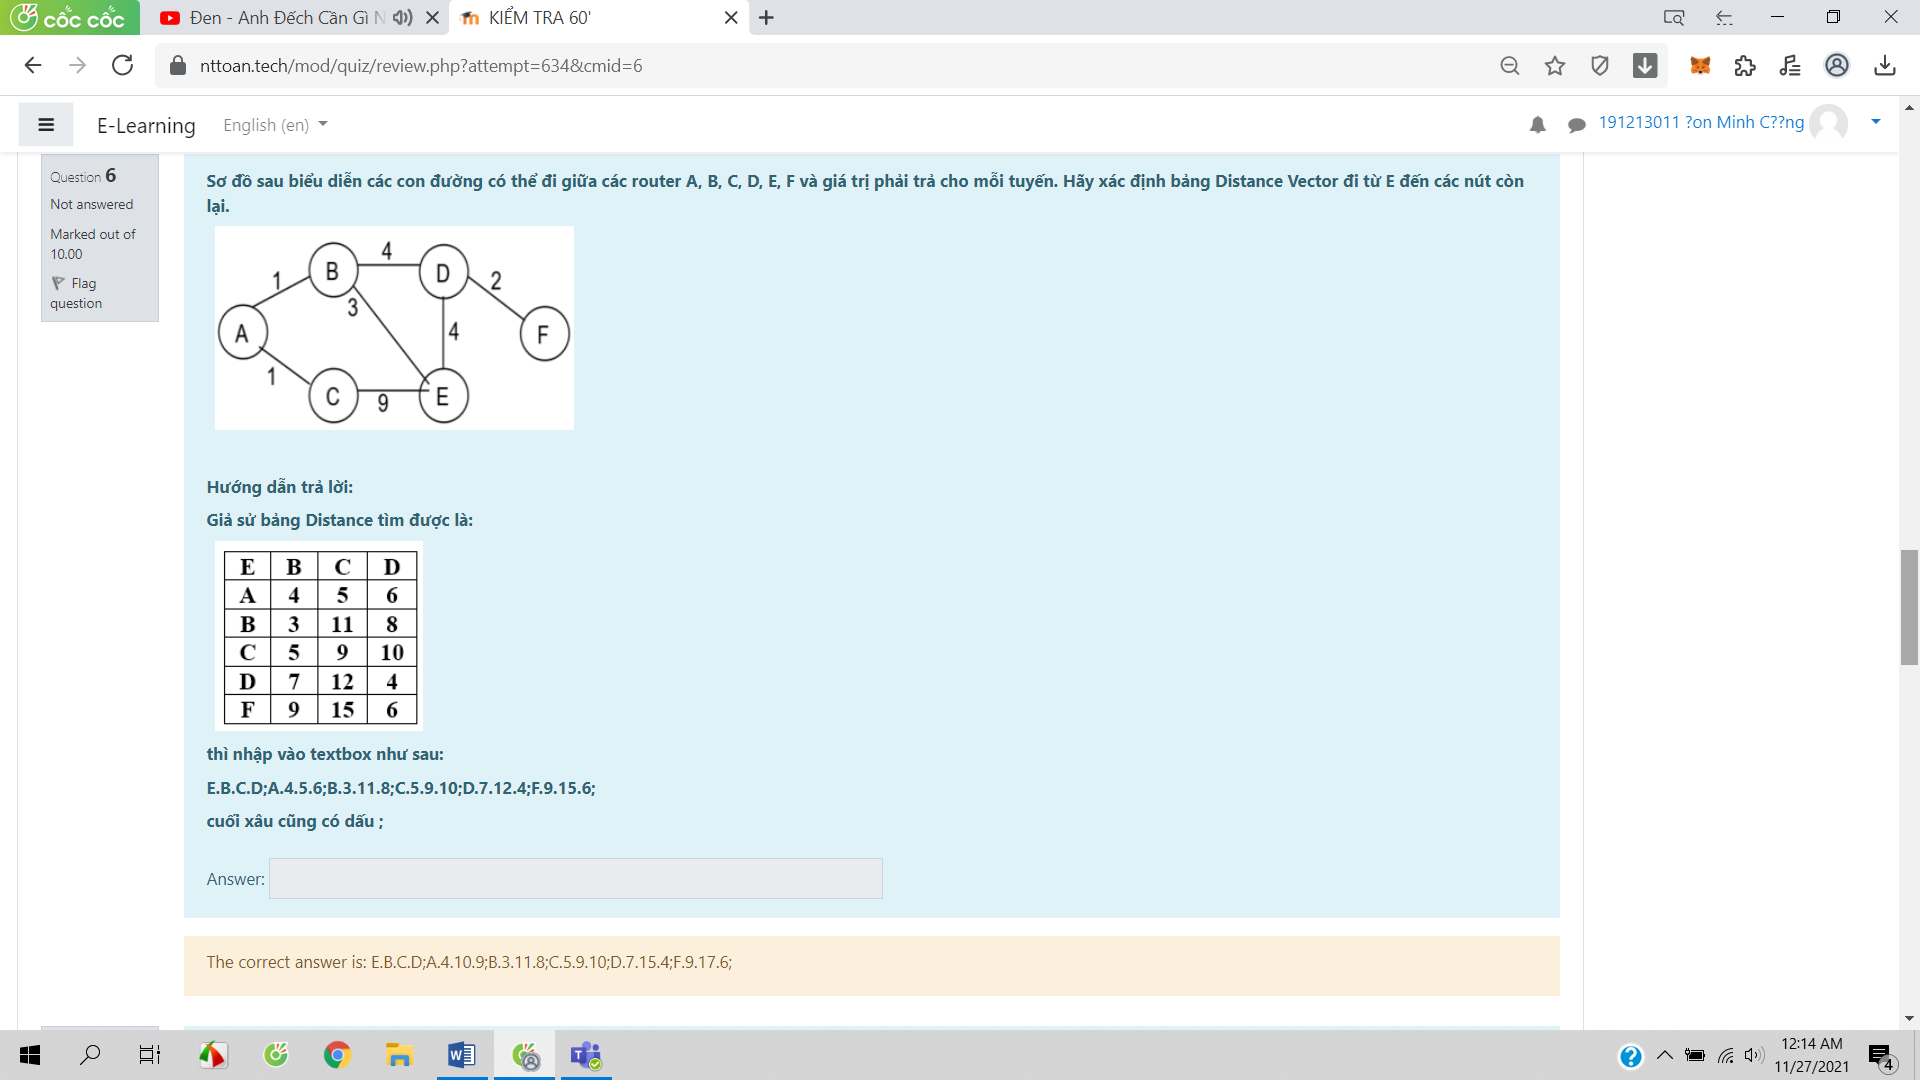 cốc cốc
Đen - Anh Đếch Cần Gì N
KIỂM TRA 60'
nttoan.tech/mod/quiz/review.php?attempt=634&cmid=6
E-Learning
English (en)
191213011 ?on Minh C??ng
Question 6
Not answered
Marked out of
10.00
Flag
question
Sơ đồ sau biểu diễn các con đường có thể đi giữa các router A, B, C, D, E, F và giá trị phải trả cho mỗi tuyến. Hãy xác định bảng Distance Vector đi từ E đến các nút còn
lại.
B 4 D
1 2
3
A 4 F
1
C 9 E
Hướng dẫn trả lời:
Giả sử bảng Distance tìm được là:
E B C D
A 4 5 6
B 3 11 8
C 5 9 10
D 7 12 4
F 9 15 6
thì nhập vào textbox như sau:
E.B.C.D;A.4.5.6;B.3.11.8;C.5.9.10;D.7.12.4;F.9.15.6;
cuối xâu cũng có dấu ;
Answer:
The correct answer is: E.B.C.D;A.4.10.9;B.3.11.8;C.5.9.10;D.7.15.4;F.9.17.6;
12:14 AM
11/27/2021
4